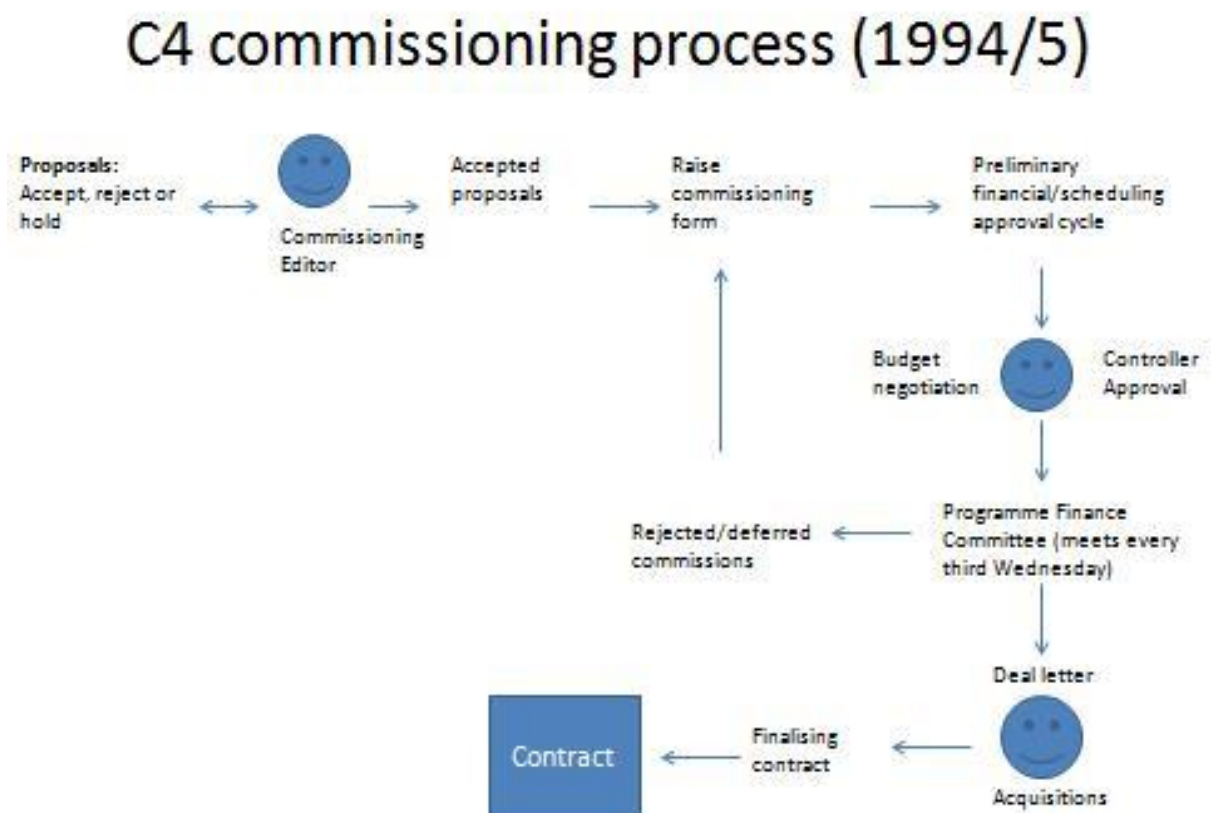 C4 commissioning process (1994/5)
Proposals:
Accept, reject or
hold
Commissioning
Editor
Accepted
proposals
Raise
commissioning
form
Preliminary
financial/scheduling
approval cycle
Budget
negotiation
Controller
Approval
Rejected/deferred
commissions
Programme Finance
Committee (meets every
third Wednesday)
Deal letter
Acquisitions
Finalising
contract
Contract